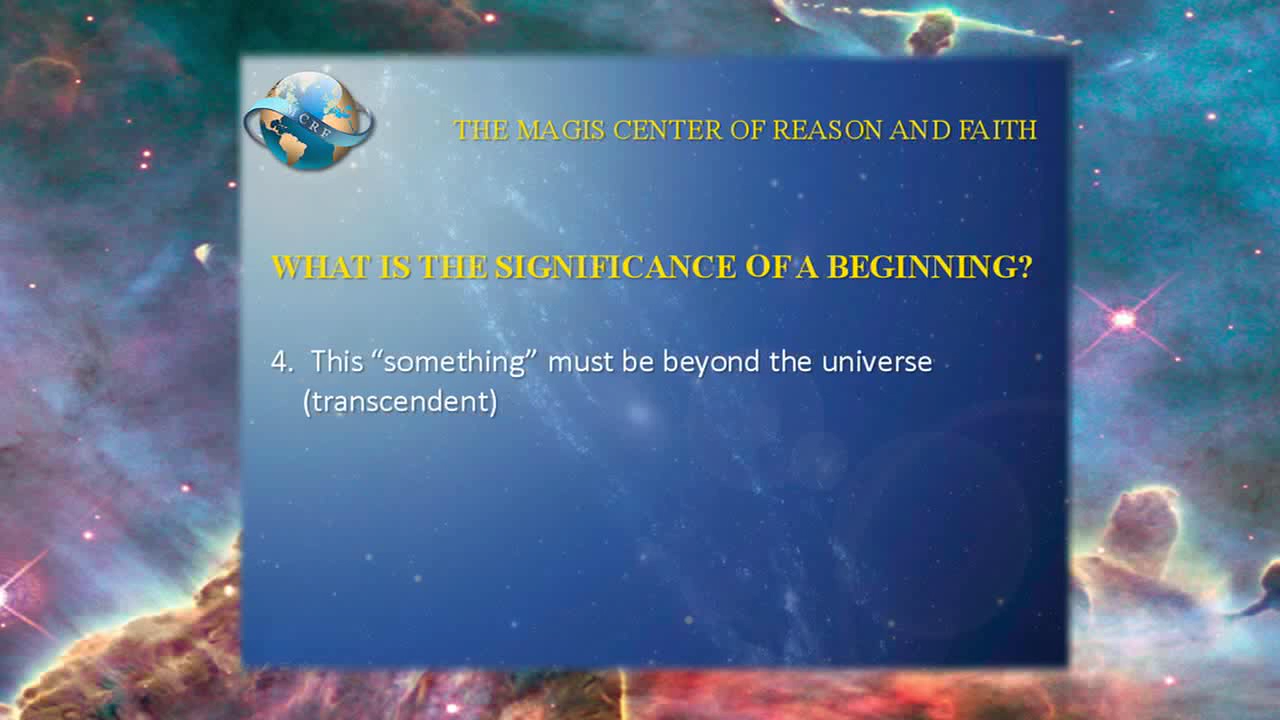 MCRF
THE MAGIS CENTER OF REASON AND FAITH
WHAT IS THE SIGNIFICANCE OF A BEGINNING?
4. This “something” must be beyond the universe
(transcendent)